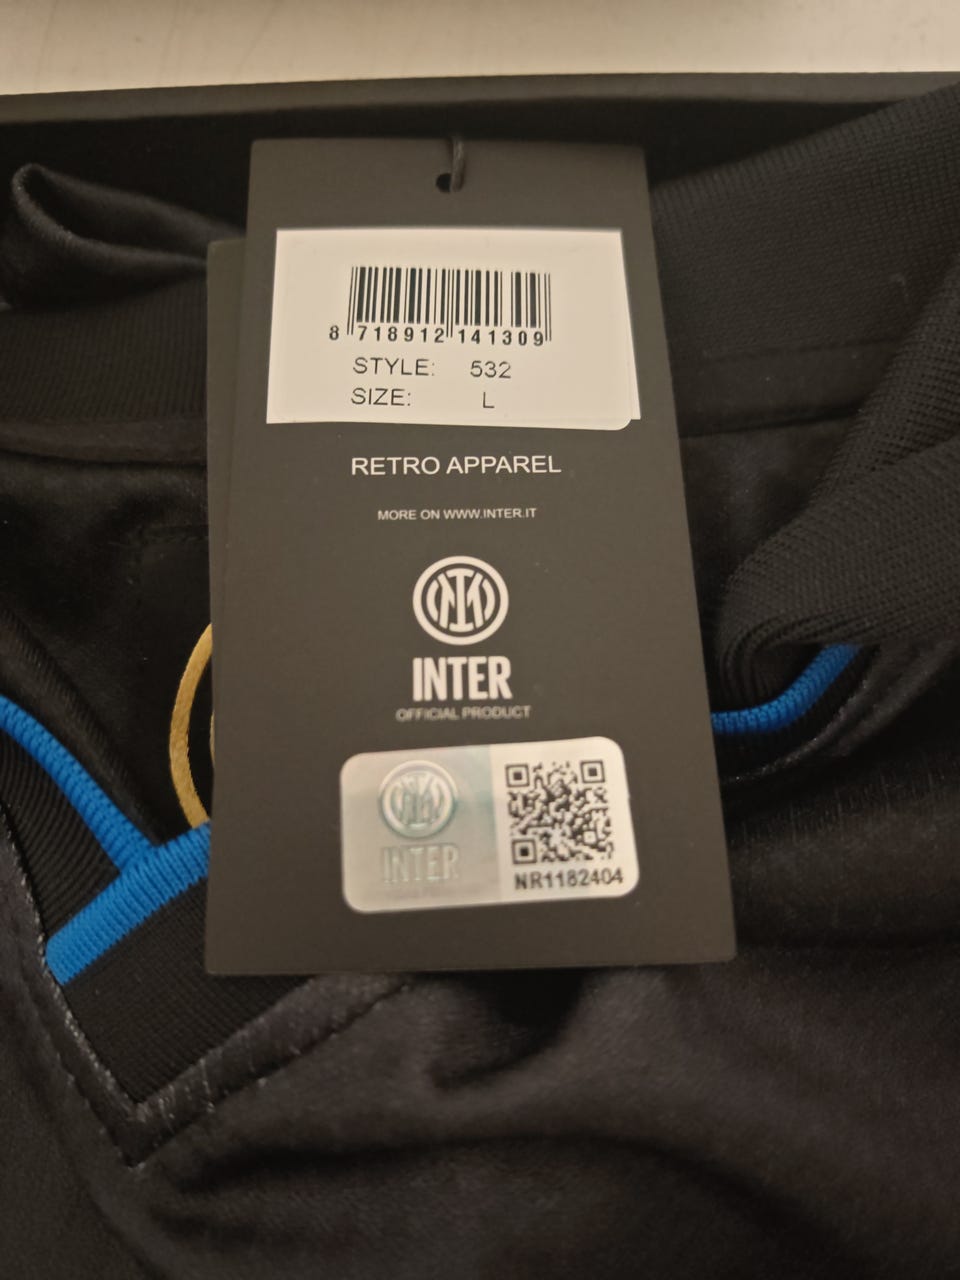 8 718912 141309
STYLE: 532
SIZE: L
RETRO APPAREL
MORE ON WWW.INTER.IT
INTER
OFFICIAL PRODUCT
INTER
NR1182404